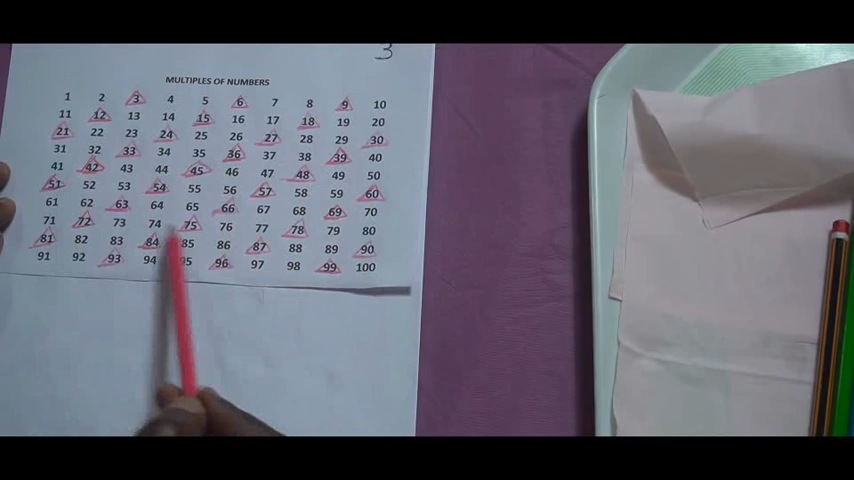 3
MULTIPLES OF NUMBERS
1 2 3 4 5 6 7 8 9 10
11 12 13 14 15 16 17 18 19 20
21 22 23 24 25 26 27 28 29 30
31 32 33 34 35 36 37 38 39 40
41 42 43 44 45 46 47 48 49 50
51 52 53 54 55 56 57 58 59 60
61 62 63 64 65 66 67 68 69 70
71 72 73 74 75 76 77 78 79 80
81 82 83 84 85 86 87 88 89 90
91 92 93 94 95 96 97 98 99 100